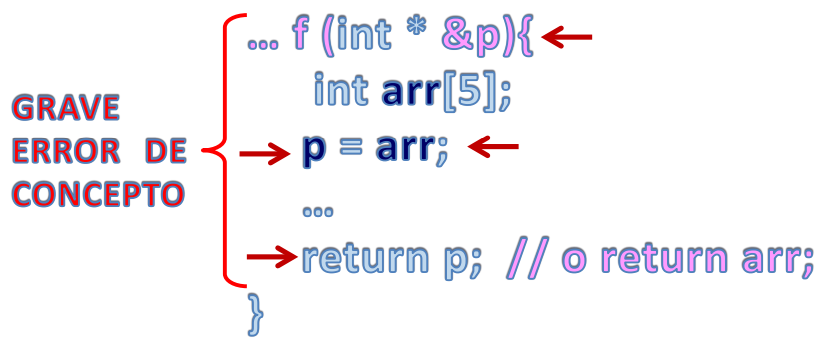 … f (int * &p){
int arr[5];
GRAVE
ERROR DE
CONCEPTO
p = arr;
…
return p; // o return arr;
}